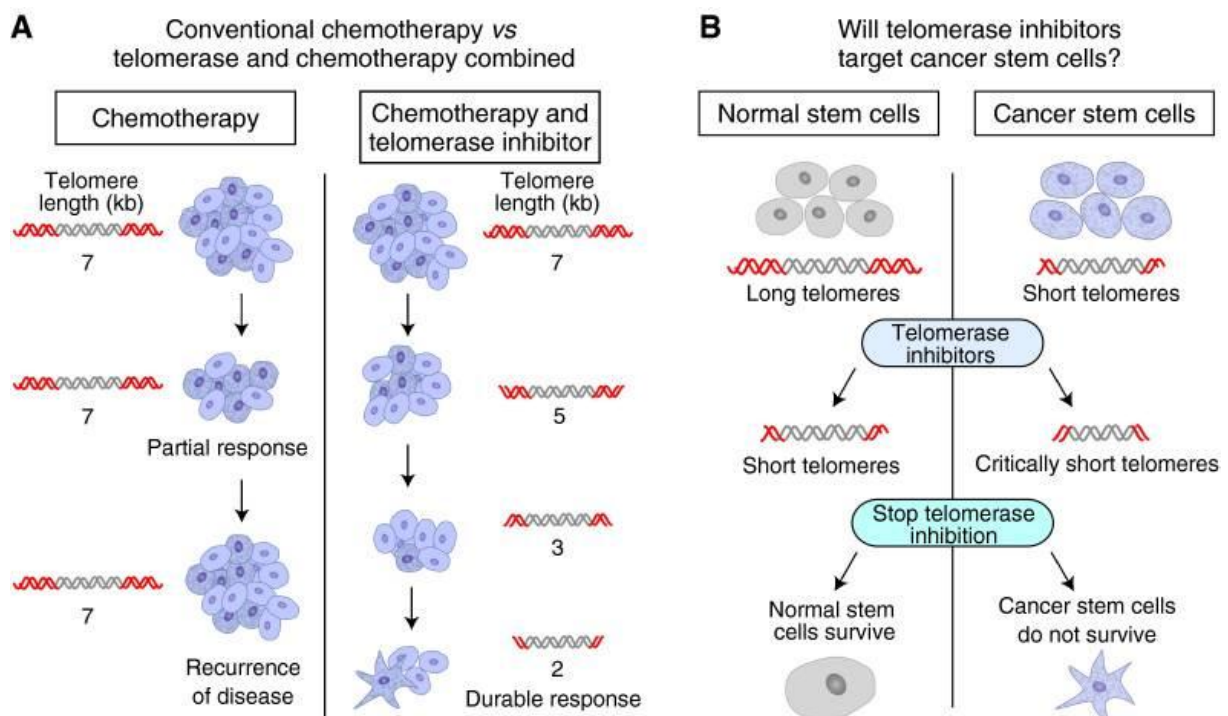 A
Conventional chemotherapy vs
telomerase and chemotherapy combined
Chemotherapy
Telomere
length (kb)
7
7
Partial response
7
Recurrence
of disease
Chemotherapy and
telomerase inhibitor
Telomere
length (kb)
7
5
3
2
Durable response
B
Will telomerase inhibitors
target cancer stem cells?
Normal stem cells
Cancer stem cells
Long telomeres
Short telomeres
Telomerase
inhibitors
Short telomeres
Critically short telomeres
Stop telomerase
inhibition
Normal stem
cells survive
Cancer stem cells
do not survive